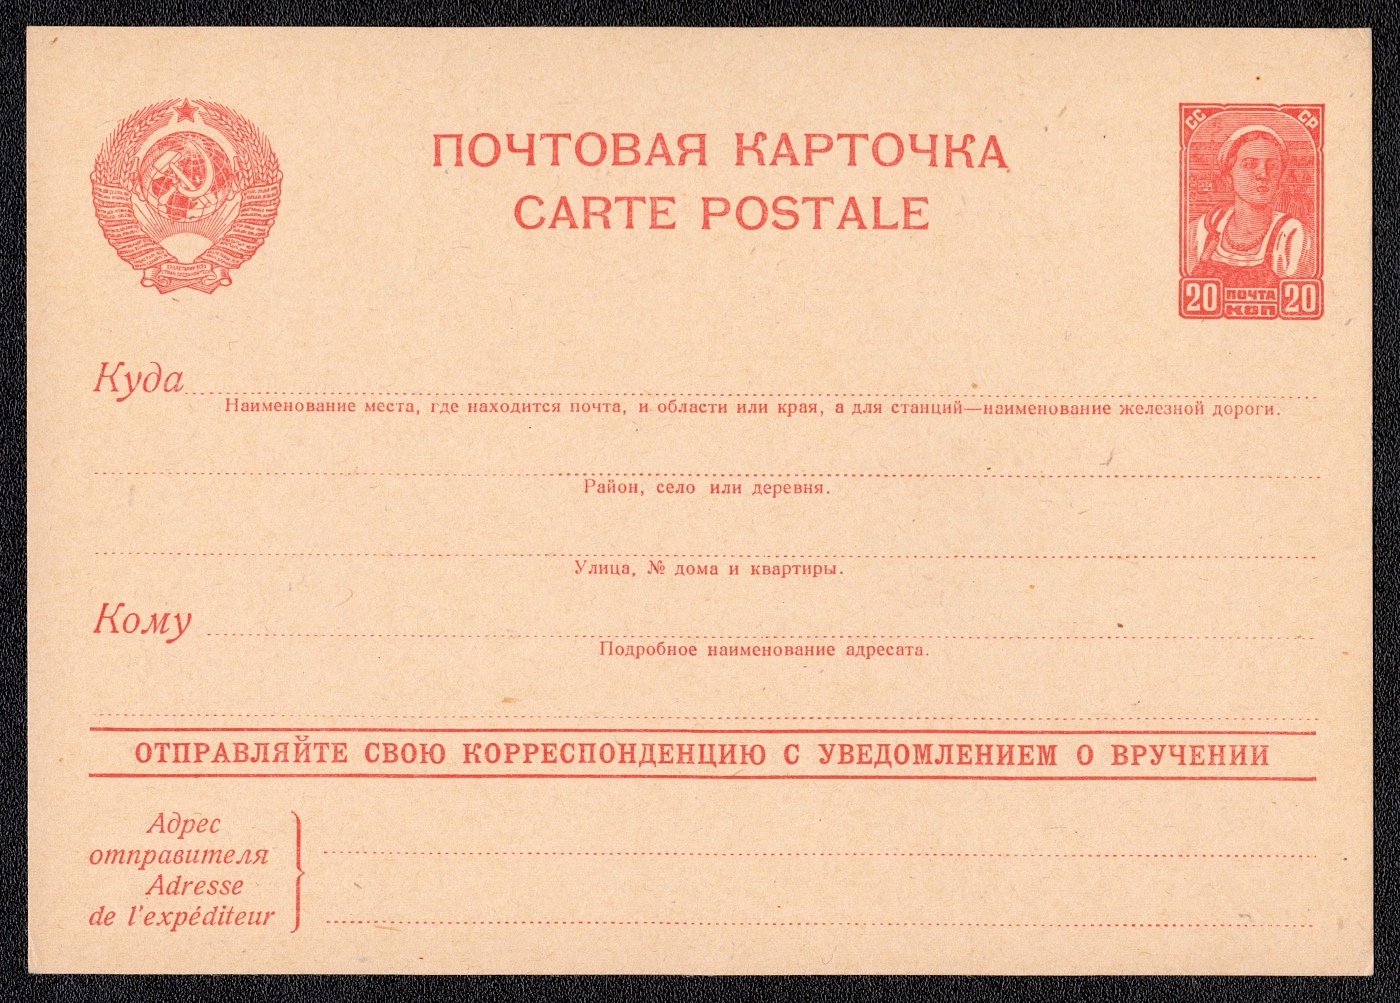 ПОЧТОВАЯ КАРТОЧКА
CARTE POSTALE
СС СР
20 ПОЧТА КОП 20
Куда
Наименование места, где находится почта, и области или края, а для станций—наименование железной дороги.
Район, село или деревня.
Улица, № дома и квартиры.
Кому
Подробное наименование адресата.
ОТПРАВЛЯЙТЕ СВОЮ КОРРЕСПОНДЕНЦИЮ С УВЕДОМЛЕНИЕМ О ВРУЧЕНИИ
Адрес
отправителя
Adresse
de l'expéditeur